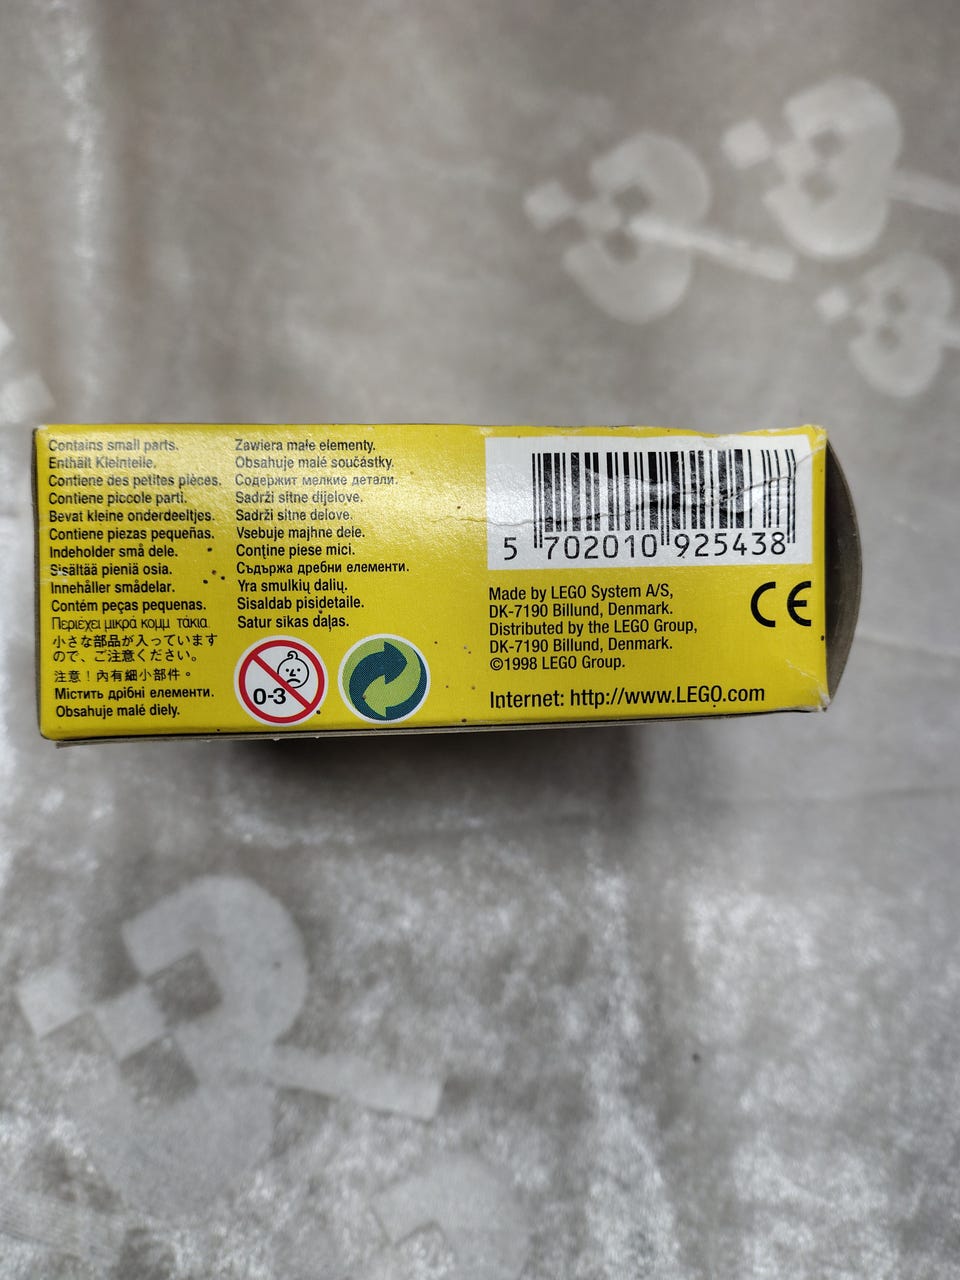 Contains small parts.
Enthält Kleinteile.
Contient des petites pièces.
Contiene piccole parti.
Bevat kleine onderdeeltjes.
Contiene piezas pequeñas.
Indeholder små dele.
Sisältää pieniä osia.
Innehåller smådelar.
Contém peças pequenas.
Περιέχει μικρά κομμ τάκια.
小さな部品が入っています
ので、ご注意ください。
注意！內有細小部件。
Містить дрібні елементи.
Obsahuje malé diely.
Zawiera małe elementy.
Obsahuje malé součástky.
Содержит мелкие детали.
Sadrži sitne dijelove.
Sadrži sitne delove.
Vsebuje majhne dele.
Conţine piese mici.
Съдържа дребни елементи.
Yra smulkių dalių.
Sisaldab pisidetaile.
Satur sīkas daļas.
0-3
5 702010 925438
Made by LEGO System A/S,
DK-7190 Billund, Denmark.
Distributed by the LEGO Group,
DK-7190 Billund, Denmark.
©1998 LEGO Group.
CE
Internet: http://www.LEGO.com